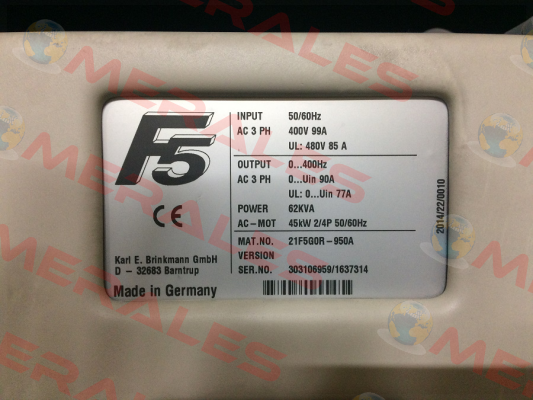 MERALES
MERALES
MERALES
F5
CE
Karl E. Brinkmann GmbH
D - 32683 Barntrup
Made in Germany
INPUT 50/60Hz
AC 3 PH 400V 99A
UL: 480V 85 A
OUTPUT 0...400Hz
AC 3 PH 0...Uin 90A
UL: 0...Uin 77A
POWER 62KVA
AC-MOT 45kW 2/4P 50/60Hz
MAT.NO. 21F5G0R-950A
VERSION
SER.NO. 303106959/1637314
2014/22/0010